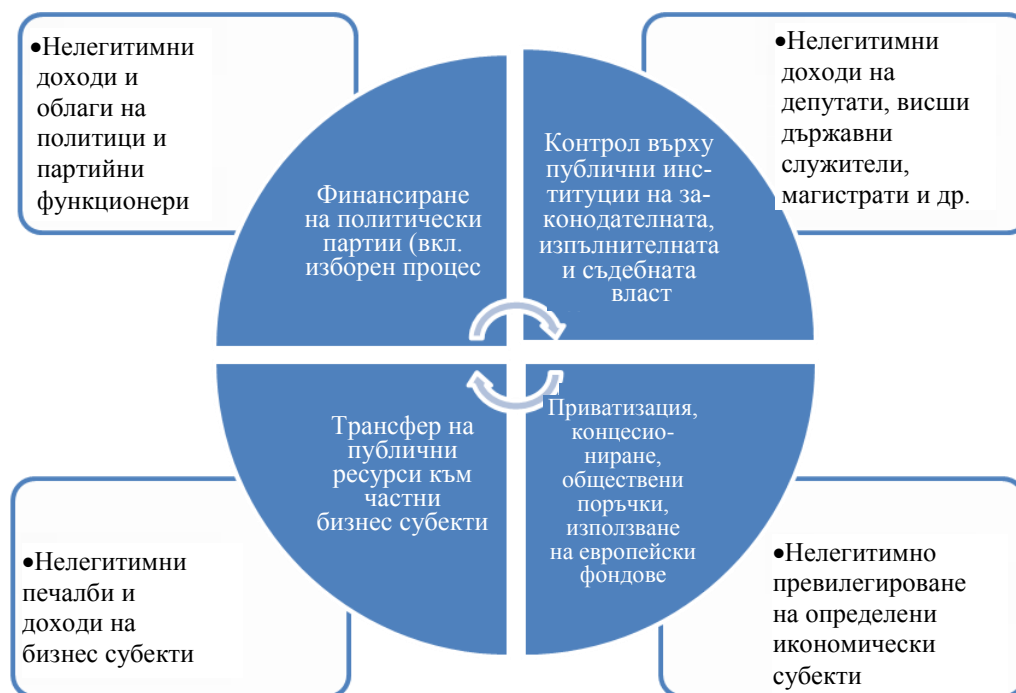 •Нелегитимни
доходи и
облаги на
политици и
партийни
функционери
•Нелегитимни
доходи на
депутати, висши
държавни
служители,
магистрати и др.
Финансиране
на политически
партии (вкл.
изборен процес
Контрол върху
публични инс-
титуции на за-
конодателната,
изпълнителната
и съдебната
власт
Трансфер на
публични
ресурси към
частни
бизнес субекти
Приватизация,
концесио-
ниране,
обществени
поръчки,
използване
на европейски
фондове
•Нелегитимни
печалби и
доходи на
бизнес субекти
•Нелегитимно
превилегироване
на определени
икономически
субекти